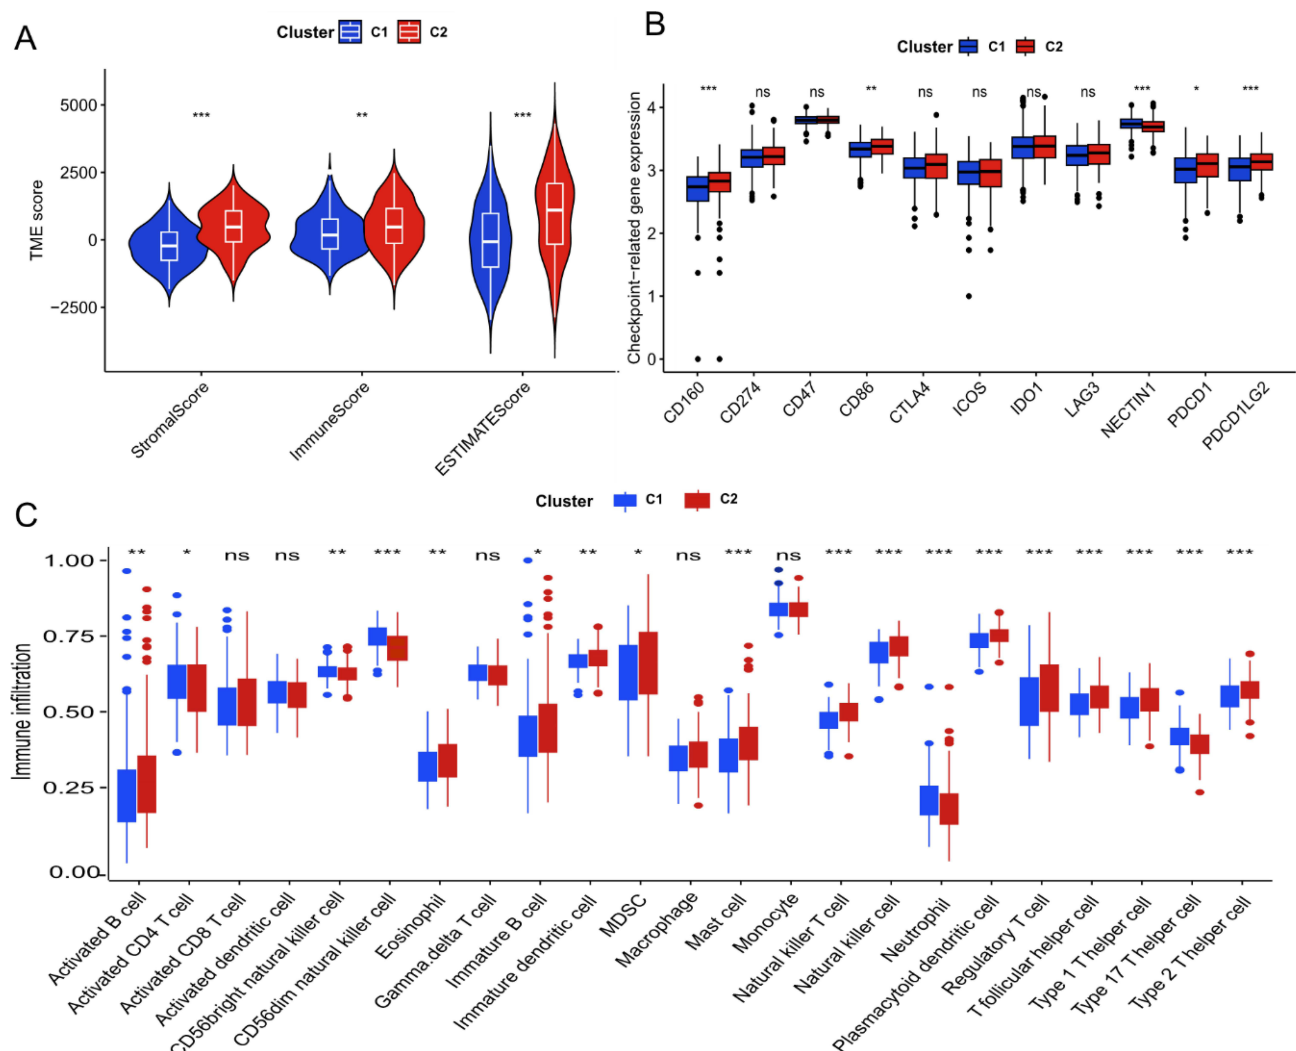 A
Cluster C1 C2
TME score
5000
2500
0
−2500
*** ** ***
StromalScore
ImmuneScore
ESTIMATEScore
B
Cluster C1 C2
Checkpoint−related gene expression
4
3
2
1
0
*** ns ns ** ns ns ns ns *** * ***
CD160
CD274
CD47
CD86
CTLA4
ICOS
IDO1
LAG3
NECTIN1
PDCD1
PDCD1LG2
C
Cluster C1 C2
Immune infiltration
1.00
0.75
0.50
0.25
0.00
** * ns ns ** *** ** ns * ** * ns *** ns *** *** *** *** *** *** *** *** ***
Activated B cell
Activated CD4 T cell
Activated CD8 T cell
Activated dendritic cell
CD56bright natural killer cell
CD56dim natural killer cell
Eosinophil
Gamma delta T cell
Immature B cell
Immature dendritic cell
MDSC
Macrophage
Mast cell
Monocyte
Natural killer T cell
Natural killer cell
Neutrophil
Plasmacytoid dendritic cell
Regulatory T cell
T follicular helper cell
Type 1 T helper cell
Type 17 T helper cell
Type 2 T helper cell